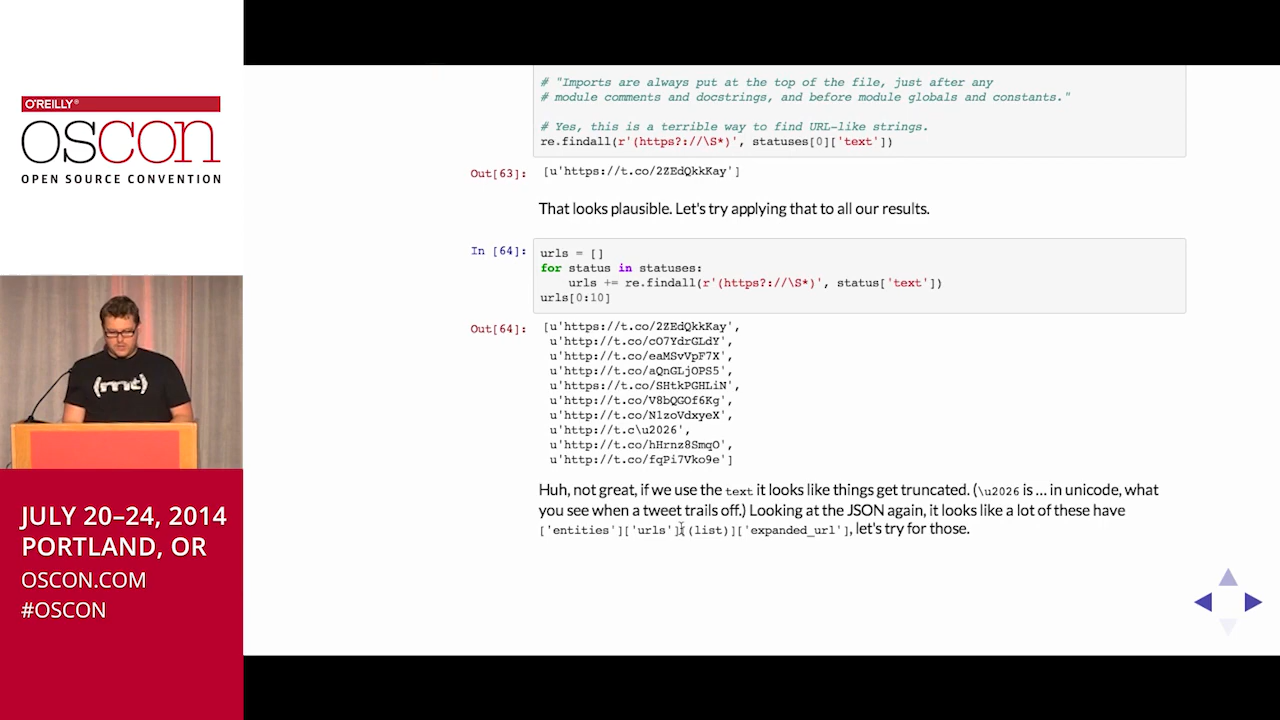 O'REILLY®
OSCON
OPEN SOURCE CONVENTION
(mt)
JULY 20–24, 2014
PORTLAND, OR
OSCON.COM
#OSCON
# "Imports are always put at the top of the file, just after any
# module comments and docstrings, and before module globals and constants."
# Yes, this is a terrible way to find URL-like strings.
re.findall(r'(https?://\S*)', statuses[0]['text'])
Out[63]: [u'https://t.co/2ZEdQkkKay']
That looks plausible. Let's try applying that to all our results.
In [64]: urls = []
for status in statuses:
    urls += re.findall(r'(https?://\S*)', status['text'])
urls[0:10]
Out[64]: [u'https://t.co/2ZEdQkkKay',
u'http://t.co/cO7YdrGLdY',
u'http://t.co/eaMSvVpF7X',
u'http://t.co/aQnGLjOPS5',
u'https://t.co/SHtkPGHLiN',
u'http://t.co/V8bQGOf6Kg',
u'http://t.co/N1zoVdxyeX',
u'http://t.c\u2026',
u'http://t.co/hHrnz8SmqO',
u'http://t.co/fqPi7Vko9e']
Huh, not great, if we use the text it looks like things get truncated. (\u2026 is ... in unicode, what
you see when a tweet trails off.) Looking at the JSON again, it looks like a lot of these have
['entities']['urls'][(list)]['expanded_url'], let's try for those.